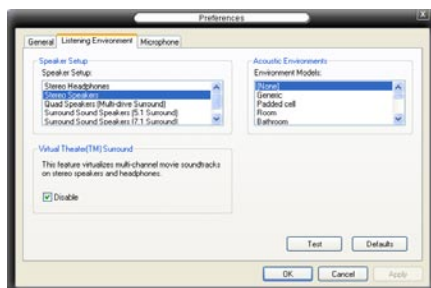 Preferences
General
Listening Environment
Microphone
Speaker Setup
Speaker Setup:
Stereo Headphones
Stereo Speakers
Quad Speakers (Multi-drive Surround)
Surround Sound Speakers (5.1 Surround)
Surround Sound Speakers (7.1 Surround)
Acoustic Environments
Environment Models:
(None)
Generic
Padded cell
Room
Bathroom
Virtual Theater(TM) Surround
This feature virtualizes multi-channel movie soundtracks
on stereo speakers and headphones.
Disable
Test
Defaults
OK
Cancel
Apply